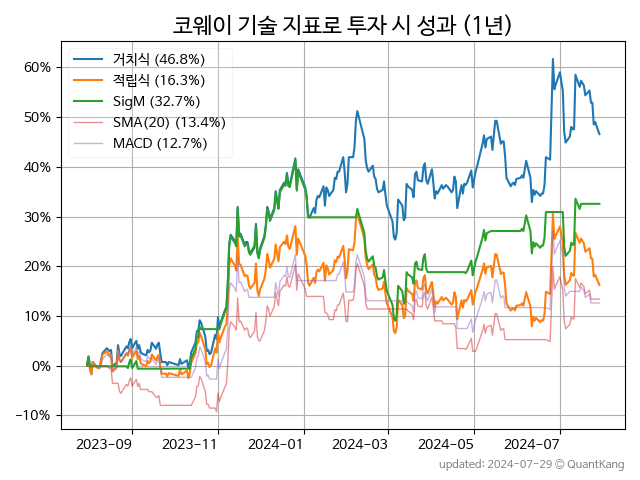 코웨이 기술 지표로 투자 시 성과 (1년)
거치식 (46.8%)
적립식 (16.3%)
SigM (32.7%)
SMA(20) (13.4%)
MACD (12.7%)
60%
50%
40%
30%
20%
10%
0%
−10%
2023-09 2023-11 2024-01 2024-03 2024-05 2024-07
updated: 2024-07-29 © QuantKang